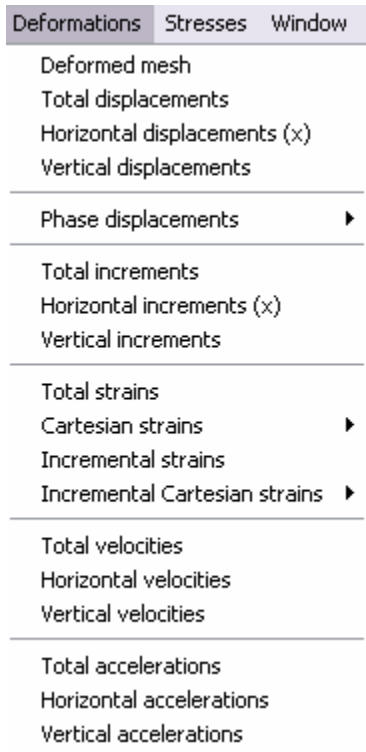 Deformations Stresses Window
Deformed mesh
Total displacements
Horizontal displacements (x)
Vertical displacements
Phase displacements
Total increments
Horizontal increments (x)
Vertical increments
Total strains
Cartesian strains
Incremental strains
Incremental Cartesian strains
Total velocities
Horizontal velocities
Vertical velocities
Total accelerations
Horizontal accelerations
Vertical accelerations